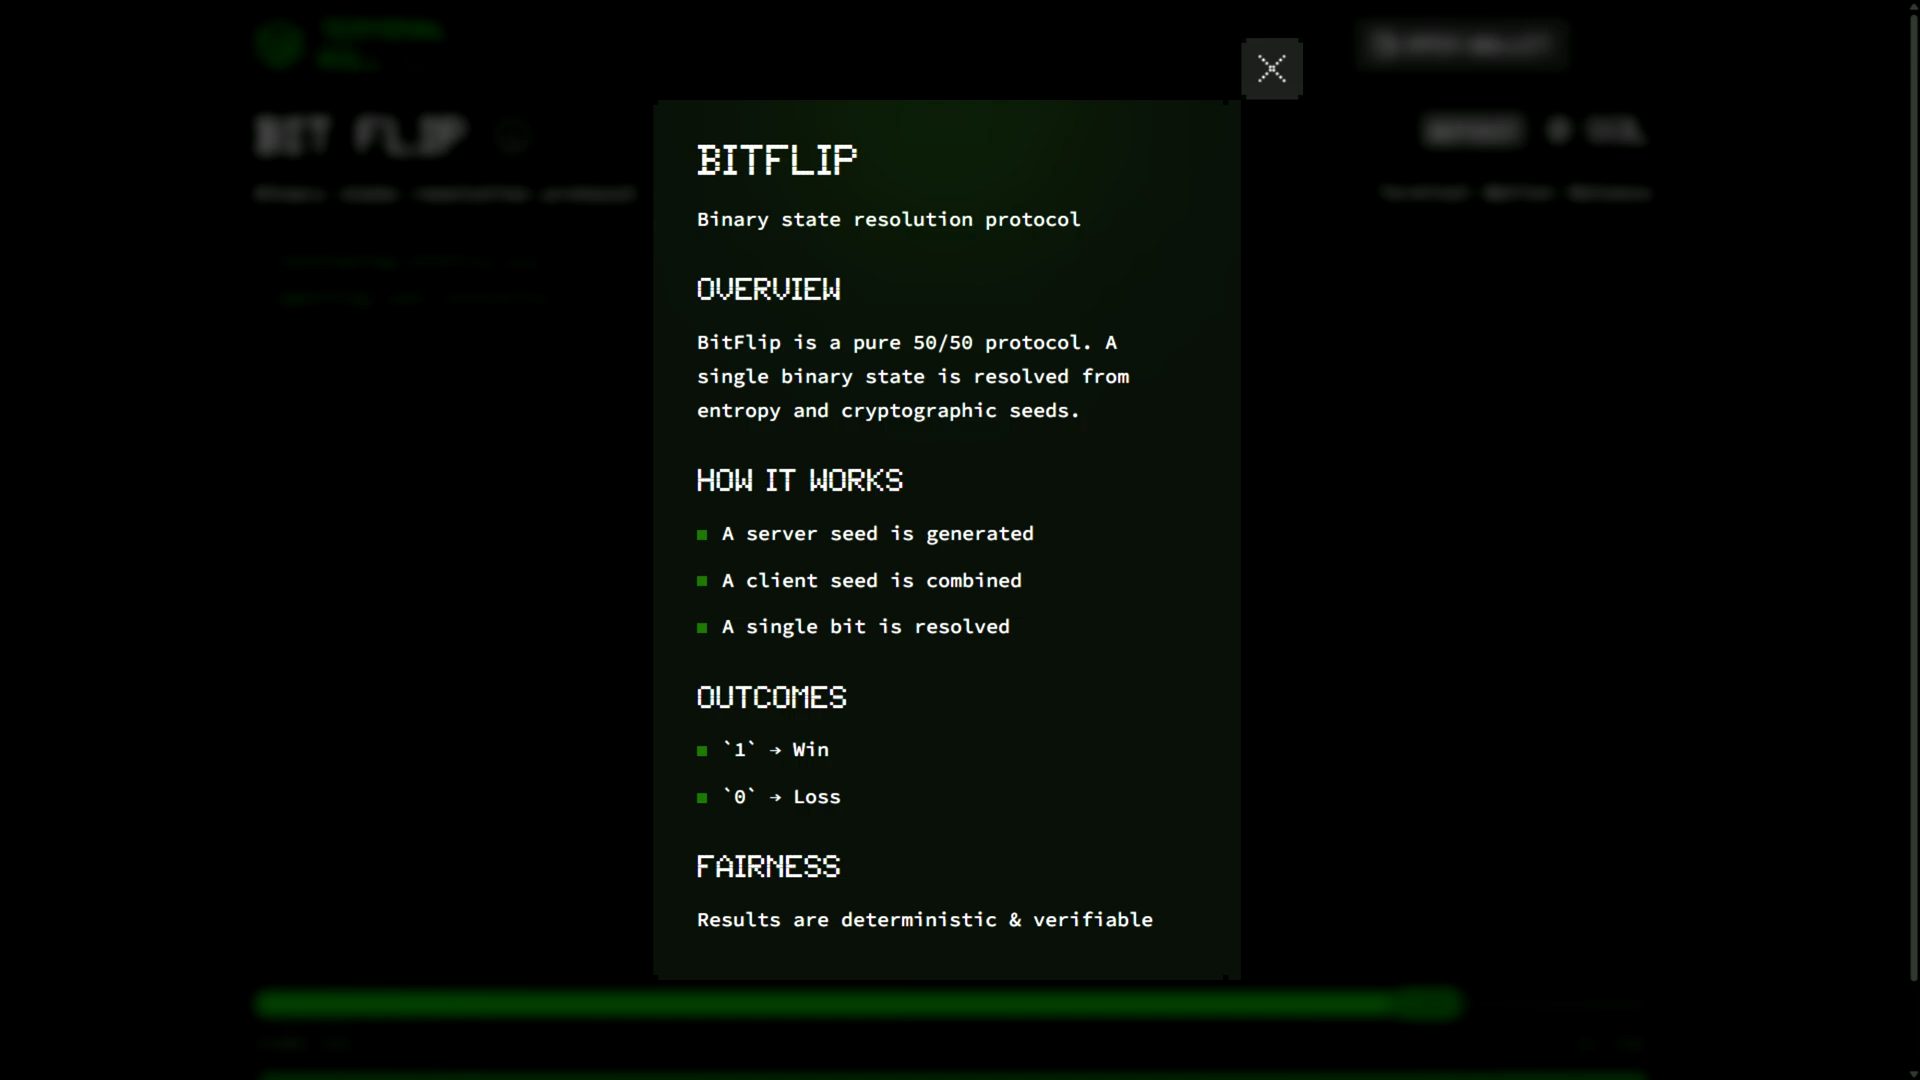 BIT FLIP
BITFLIP
Binary state resolution protocol
OVERVIEW
BitFlip is a pure 50/50 protocol. A
single binary state is resolved from
entropy and cryptographic seeds.
HOW IT WORKS
A server seed is generated
A client seed is combined
A single bit is resolved
OUTCOMES
`1` → Win
`0` → Loss
FAIRNESS
Results are deterministic & verifiable